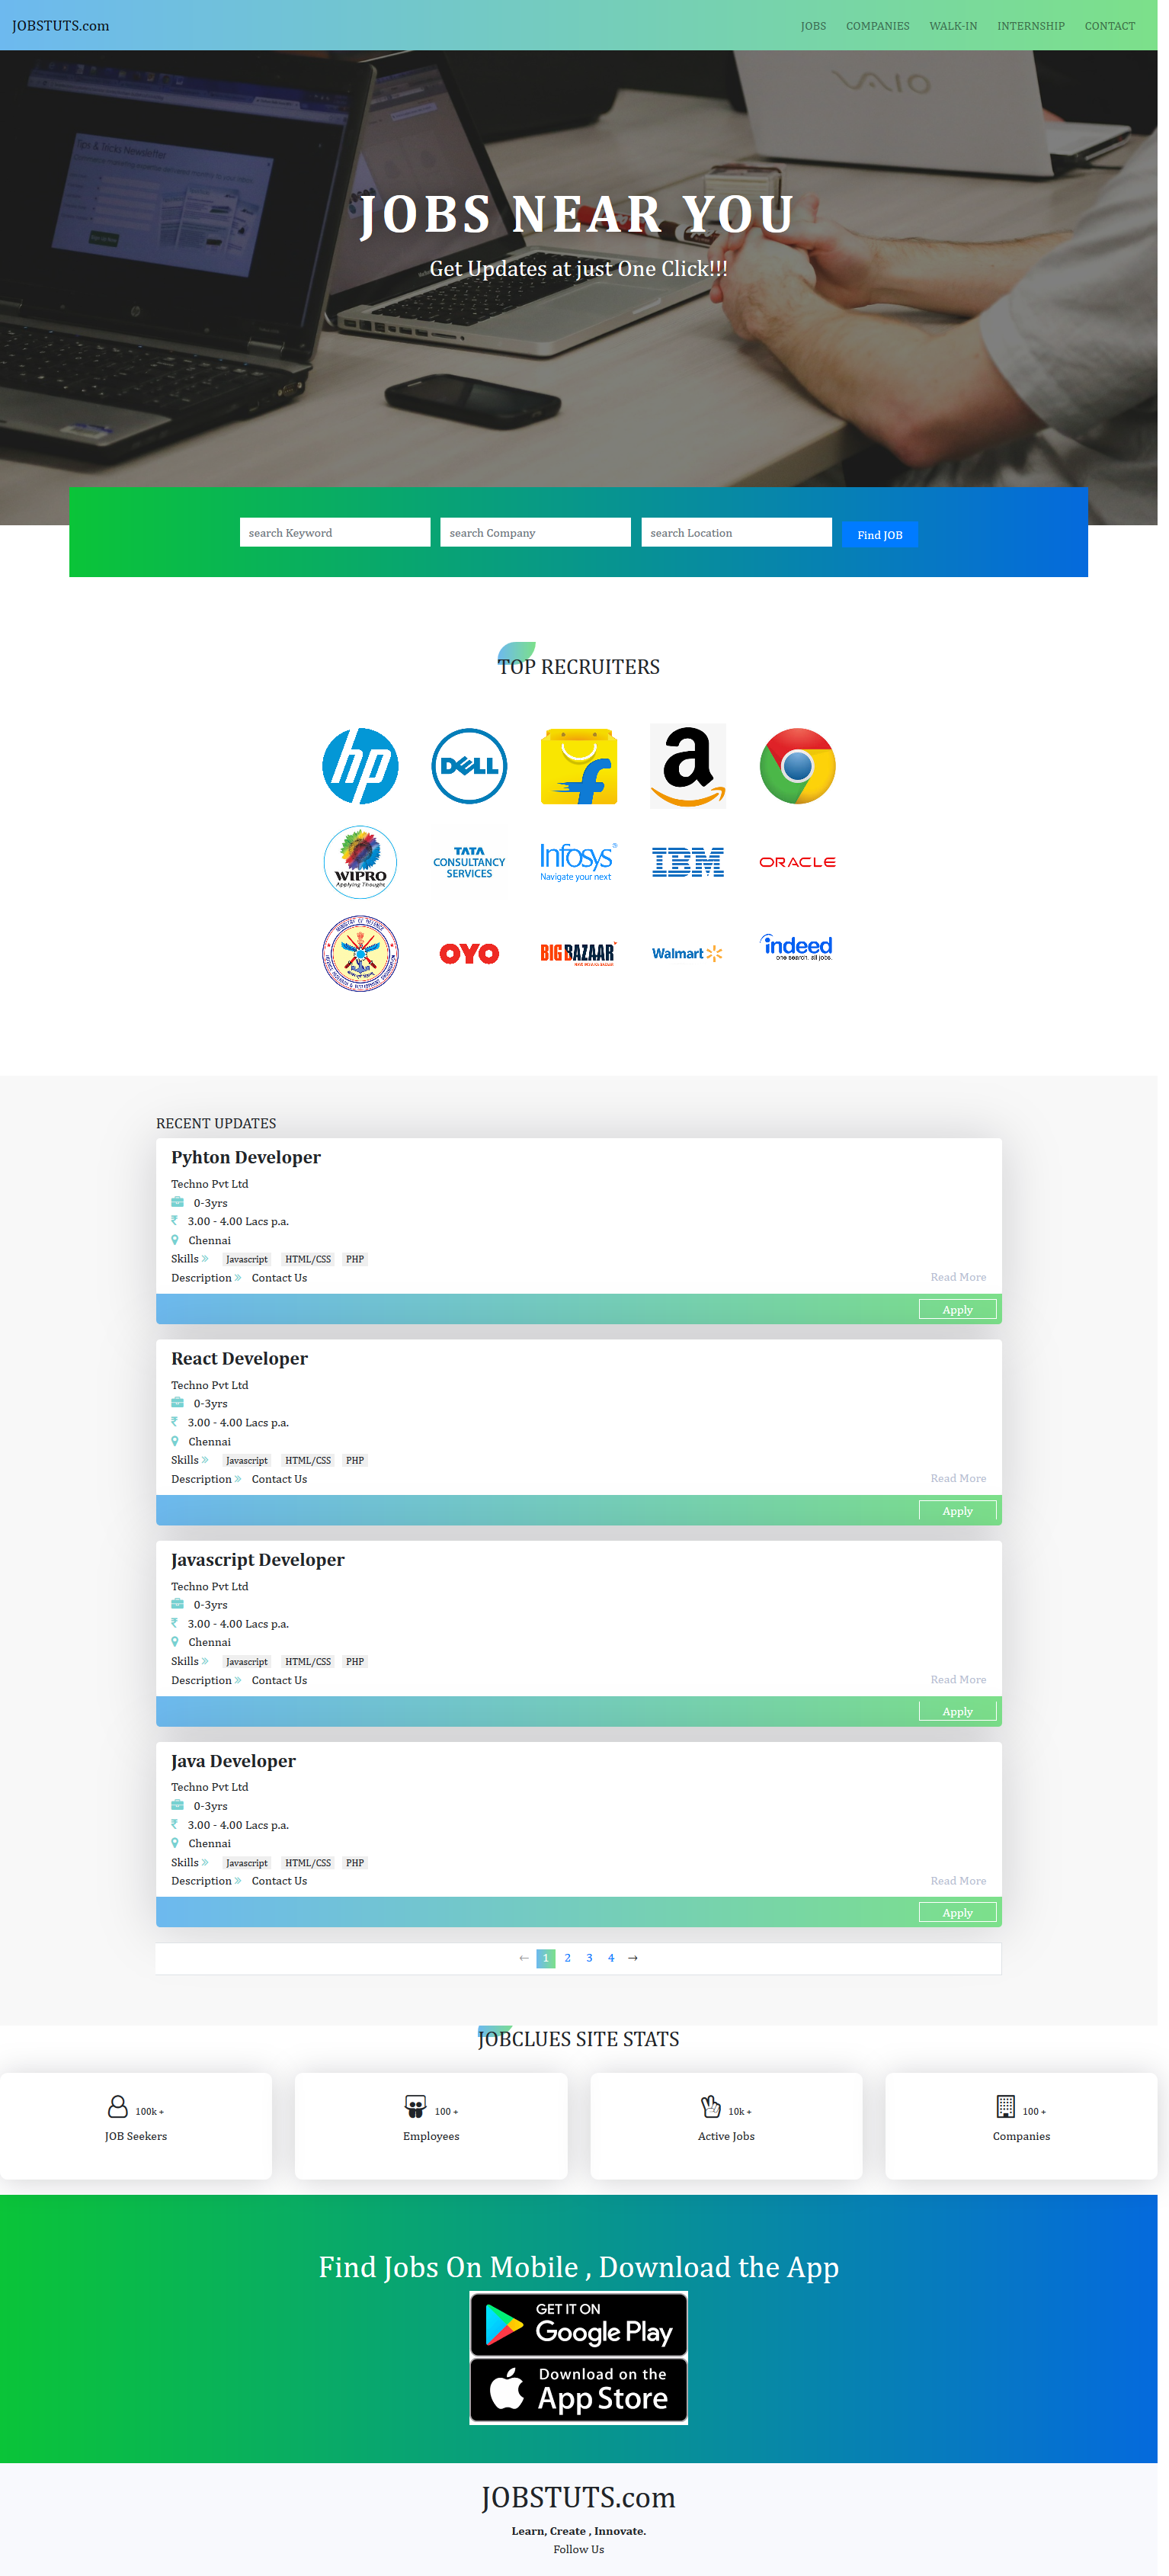 JOBSTUTS.com
JOBS COMPANIES WALK-IN INTERNSHIP CONTACT
VAIO
Tips & Tricks Newsletter
JOBS NEAR YOU
Get Updates at just One Click!!!
search Keyword search Company search Location Find JOB
TOP RECRUITERS
hp DELL f a
WIPRO
Applying Thought
TATA
CONSULTANCY
SERVICES
Infosys®
Navigate your next
IBM
ORACLE
OYO
BIG BAZAAR
Walmart
indeed
one search. all jobs.
RECENT UPDATES
Pyhton Developer
Techno Pvt Ltd
0-3yrs
₹ 3.00 - 4.00 Lacs p.a.
Chennai
Skills » Javascript HTML/CSS PHP
Description » Contact Us Read More
Apply
React Developer
Techno Pvt Ltd
0-3yrs
₹ 3.00 - 4.00 Lacs p.a.
Chennai
Skills » Javascript HTML/CSS PHP
Description » Contact Us Read More
Apply
Javascript Developer
Techno Pvt Ltd
0-3yrs
₹ 3.00 - 4.00 Lacs p.a.
Chennai
Skills » Javascript HTML/CSS PHP
Description » Contact Us Read More
Apply
Java Developer
Techno Pvt Ltd
0-3yrs
₹ 3.00 - 4.00 Lacs p.a.
Chennai
Skills » Javascript HTML/CSS PHP
Description » Contact Us Read More
Apply
← 1 2 3 4 →
JOBCLUES SITE STATS
100k +
JOB Seekers
100 +
Employees
10k +
Active Jobs
100 +
Companies
Find Jobs On Mobile , Download the App
GET IT ON
Google Play
Download on the
App Store
JOBSTUTS.com
Learn, Create , Innovate.
Follow Us